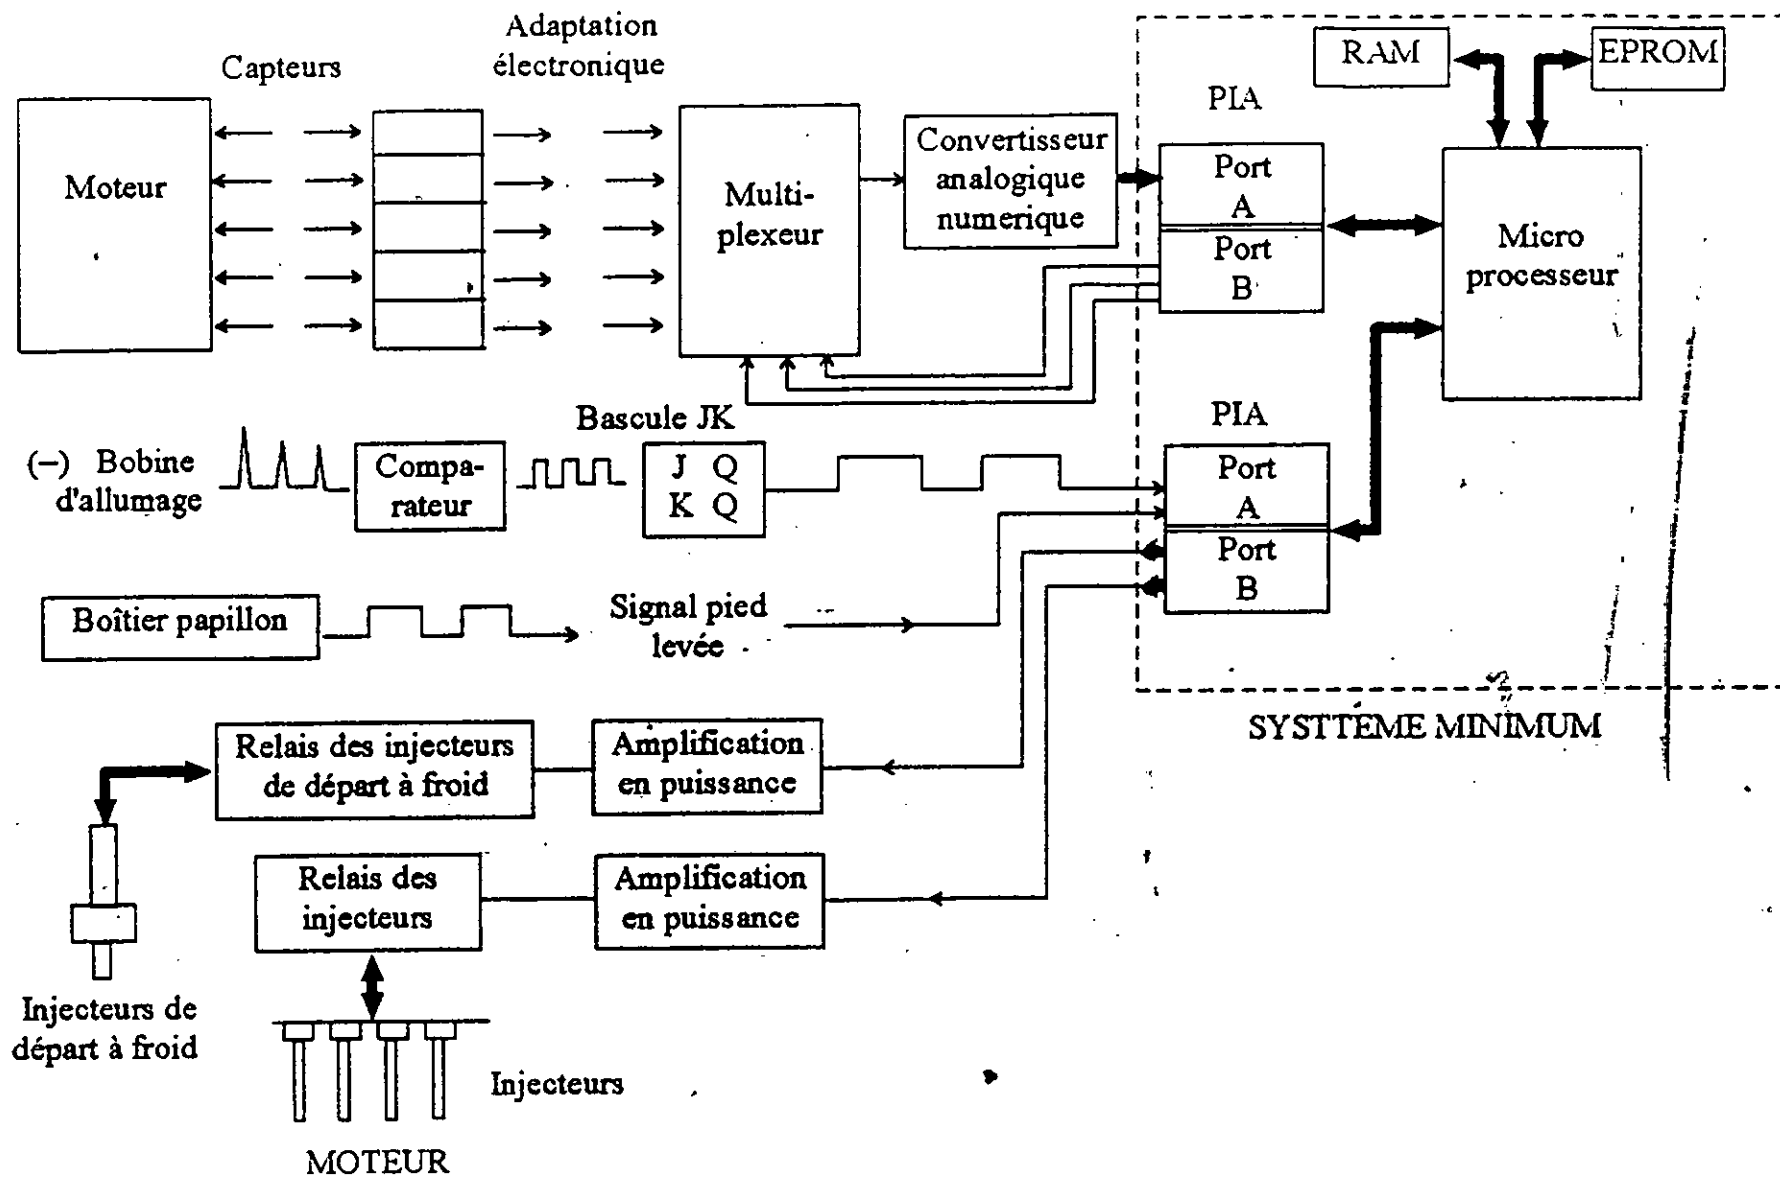 Adaptation
électronique
Capteurs
RAM
EPROM
PIA
Moteur
Multi-
plexeur
Convertisseur
analogique
numerique
Port
A
Port
B
Micro
processeur
Bascule JK
PIA
(–) Bobine
d'allumage
Compa-
rateur
J Q
K Q
Port
A
Port
B
Boîtier papillon
Signal pied
levée
SYSTTÉME MINIMUM
Relais des injecteurs
de départ à froid
Amplification
en puissance
Relais des
injecteurs
Amplification
en puissance
Injecteurs de
départ à froid
Injecteurs
MOTEUR